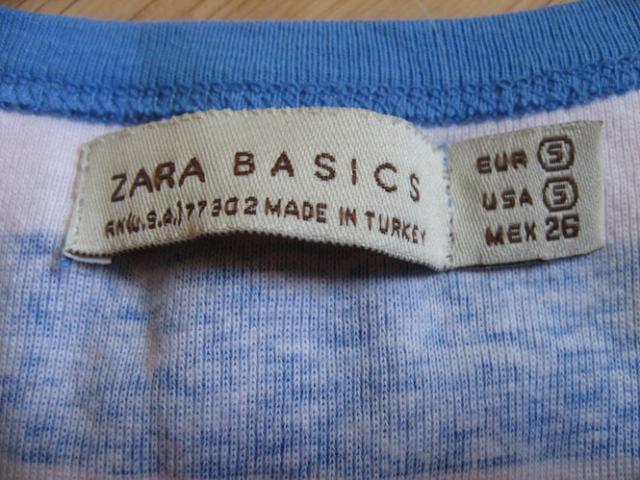 ZARA BASICS
RN(U.S.A.)77302 MADE IN TURKEY
EUR S
USA S
MEX 26